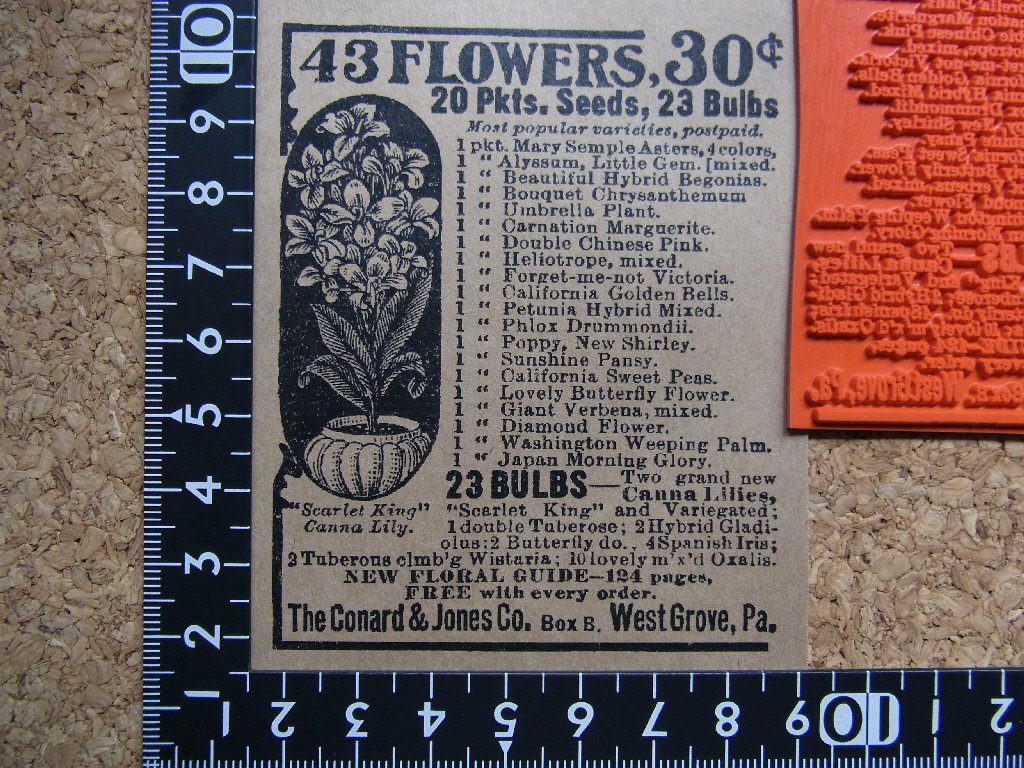 43 FLOWERS, 30¢
20 Pkts. Seeds, 23 Bulbs
Most popular varieties, postpaid.
1 pkt. Mary Semple Asters, 4 colors,
1 " Alyssum, Little Gem. [mixed.
1 " Beautiful Hybrid Begonias.
1 " Bouquet Chrysanthemum
1 " Umbrella Plant.
1 " Carnation Marguerite.
1 " Double Chinese Pink.
1 " Heliotrope, mixed.
1 " Forget-me-not Victoria.
1 " California Golden Bells.
1 " Petunia Hybrid Mixed.
1 " Phlox Drummondii.
1 " Poppy, New Shirley.
1 " Sunshine Pansy.
1 " California Sweet Peas.
1 " Lovely Butterfly Flower.
1 " Giant Verbena, mixed.
1 " Diamond Flower.
1 " Washington Weeping Palm.
1 " Japan Morning Glory.
23 BULBS—Two grand new
Canna Lilies,
"Scarlet King" and Variegated;
1 double Tuberose; 2 Hybrid Gladi-
olus; 2 Butterfly do., 4 Spanish Iris;
2 Tuberous climb'g Wistaria; 10 lovely m'x'd Oxalis.
"Scarlet King"
Canna Lily.
NEW FLORAL GUIDE—124 pages,
FREE with every order.
The Conard & Jones Co. Box B. West Grove, Pa.
10
9
8
7
6
5
4
3
2
1
1 2 3 4 5 6 7 8 9 10 1 2